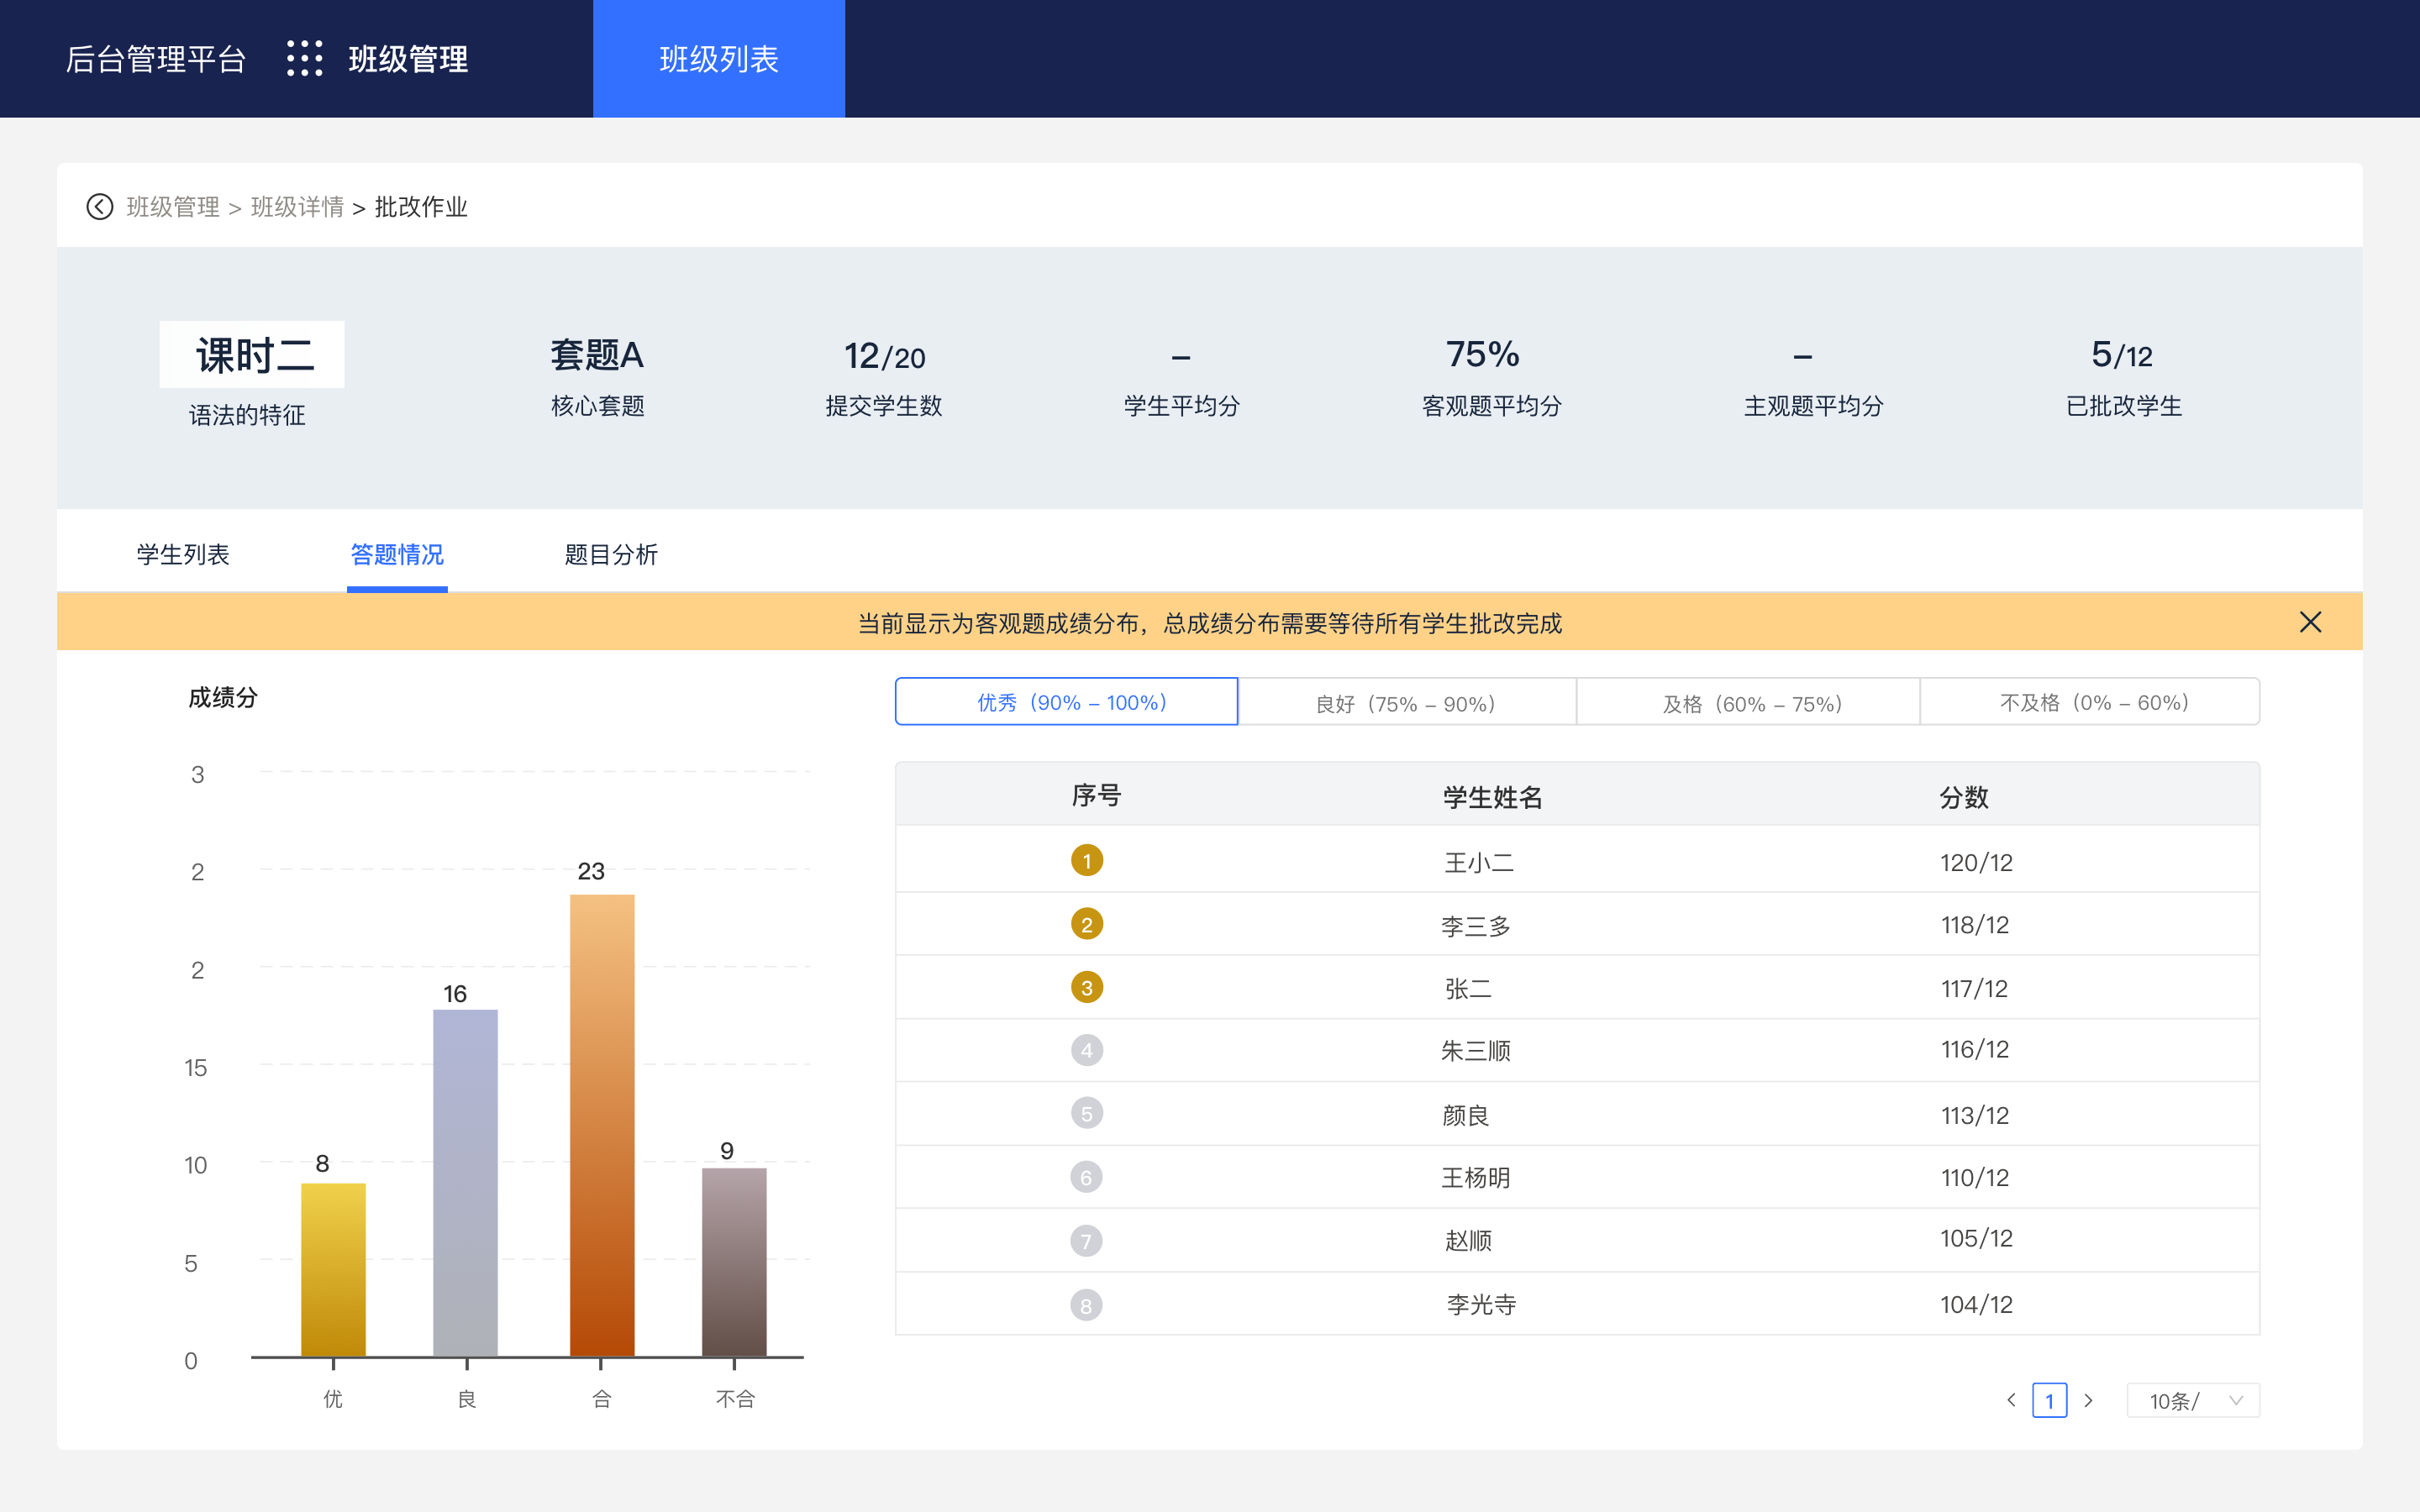 后台管理平台 班级管理 班级列表
班级管理 > 班级详情 > 批改作业
课时二 套题A 12/20 – 75% – 5/12
语法的特征 核心套题 提交学生数 学生平均分 客观题平均分 主观题平均分 已批改学生
学生列表 答题情况 题目分析
当前显示为客观题成绩分布，总成绩分布需要等待所有学生批改完成
成绩分
3
2
2
15
10
5
0
8
16
23
9
优 良 合 不合
优秀（90% – 100%） 良好（75% – 90%） 及格（60% – 75%） 不及格（0% – 60%）
序号 学生姓名 分数
1 王小二 120/12
2 李三多 118/12
3 张二 117/12
4 朱三顺 116/12
5 颜良 113/12
6 王杨明 110/12
7 赵顺 105/12
8 李光寺 104/12
1 10条/